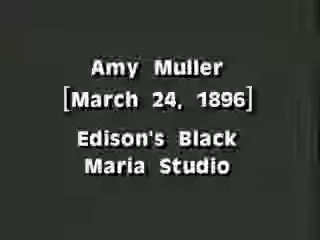 Amy Muller
[March 24, 1896]
Edison's Black
Maria Studio